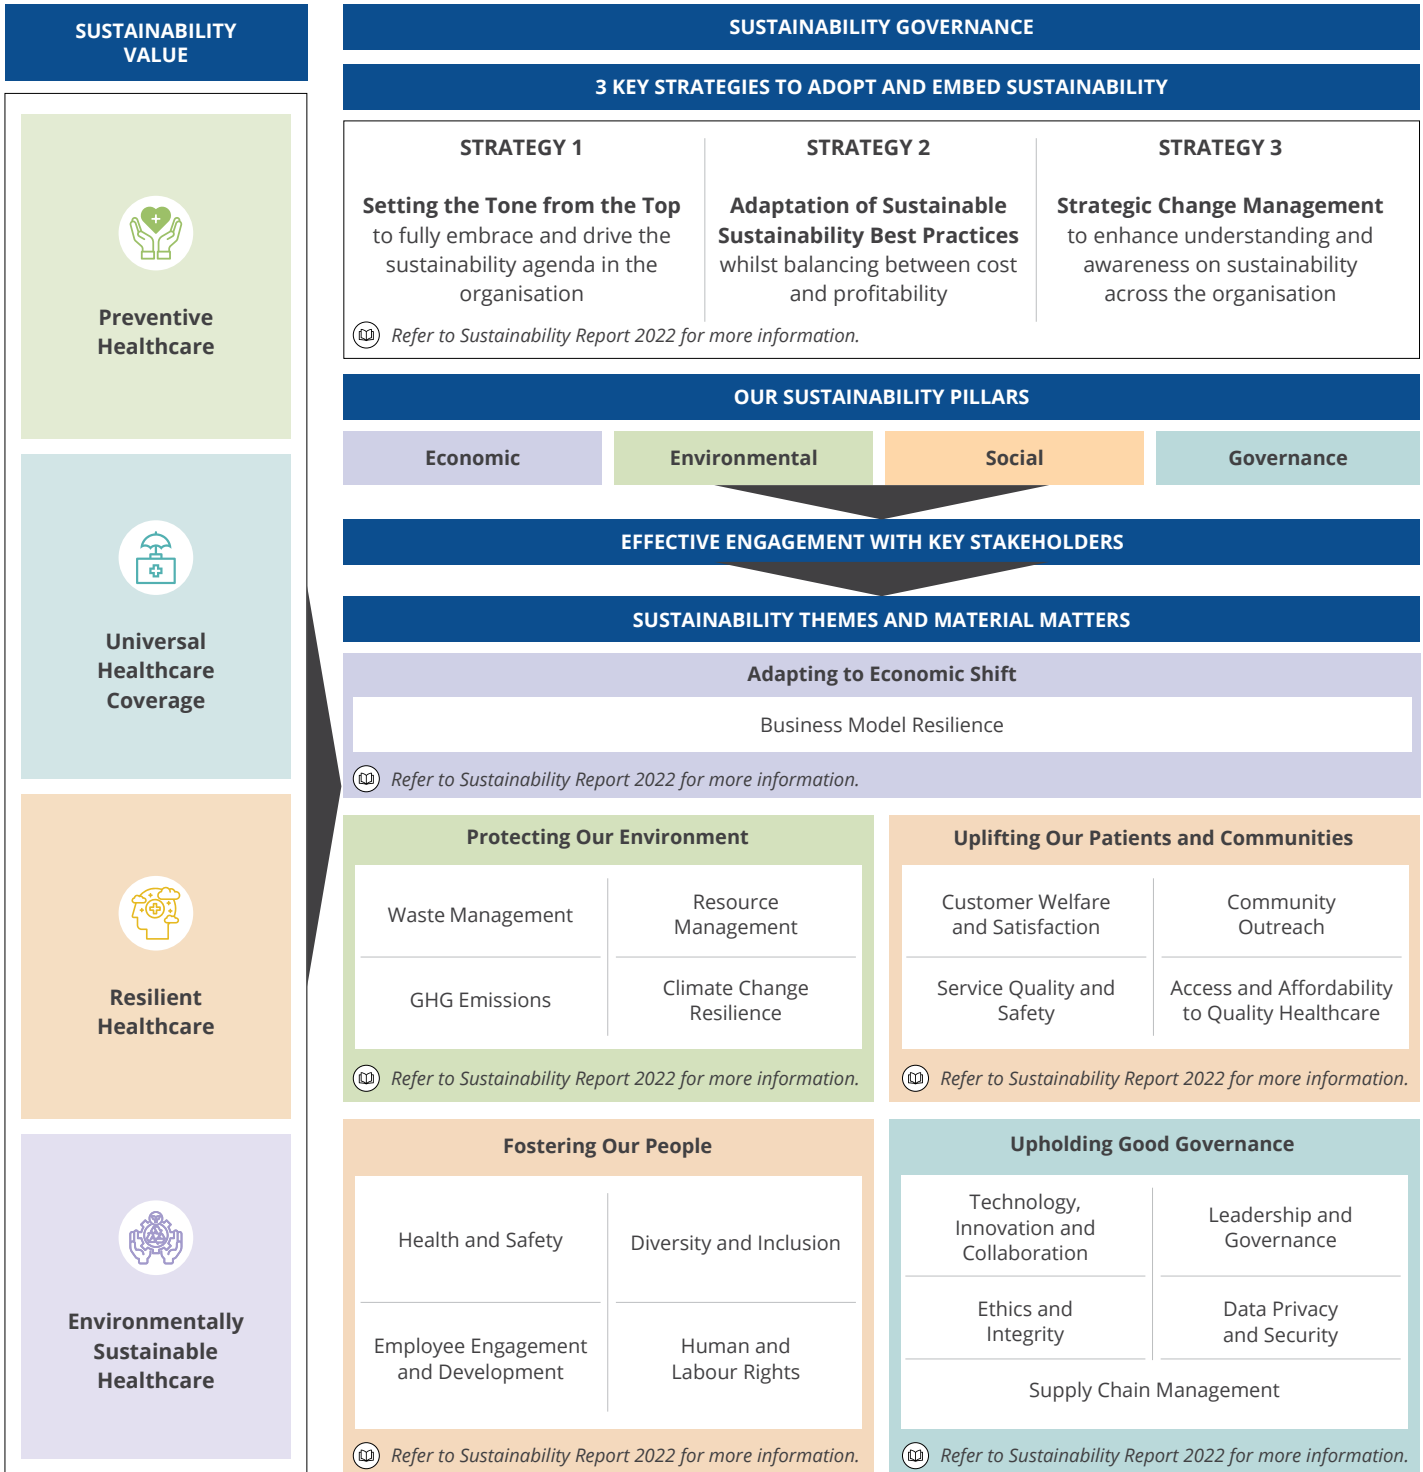 SUSTAINABILITY
VALUE
Preventive
Healthcare
Universal
Healthcare
Coverage
Resilient
Healthcare
Environmentally
Sustainable
Healthcare
SUSTAINABILITY GOVERNANCE
3 KEY STRATEGIES TO ADOPT AND EMBED SUSTAINABILITY
STRATEGY 1
Setting the Tone from the Top
to fully embrace and drive the
sustainability agenda in the
organisation
STRATEGY 2
Adaptation of Sustainable
Sustainability Best Practices
whilst balancing between cost
and profitability
STRATEGY 3
Strategic Change Management
to enhance understanding and
awareness on sustainability
across the organisation
Refer to Sustainability Report 2022 for more information.
OUR SUSTAINABILITY PILLARS
Economic
Environmental
Social
Governance
EFFECTIVE ENGAGEMENT WITH KEY STAKEHOLDERS
SUSTAINABILITY THEMES AND MATERIAL MATTERS
Adapting to Economic Shift
Business Model Resilience
Refer to Sustainability Report 2022 for more information.
Protecting Our Environment
Waste Management
Resource
Management
GHG Emissions
Climate Change
Resilience
Refer to Sustainability Report 2022 for more information.
Uplifting Our Patients and Communities
Customer Welfare
and Satisfaction
Community
Outreach
Service Quality and
Safety
Access and Affordability
to Quality Healthcare
Refer to Sustainability Report 2022 for more information.
Fostering Our People
Health and Safety
Diversity and Inclusion
Employee Engagement
and Development
Human and
Labour Rights
Refer to Sustainability Report 2022 for more information.
Upholding Good Governance
Technology,
Innovation and
Collaboration
Leadership and
Governance
Ethics and
Integrity
Data Privacy
and Security
Supply Chain Management
Refer to Sustainability Report 2022 for more information.